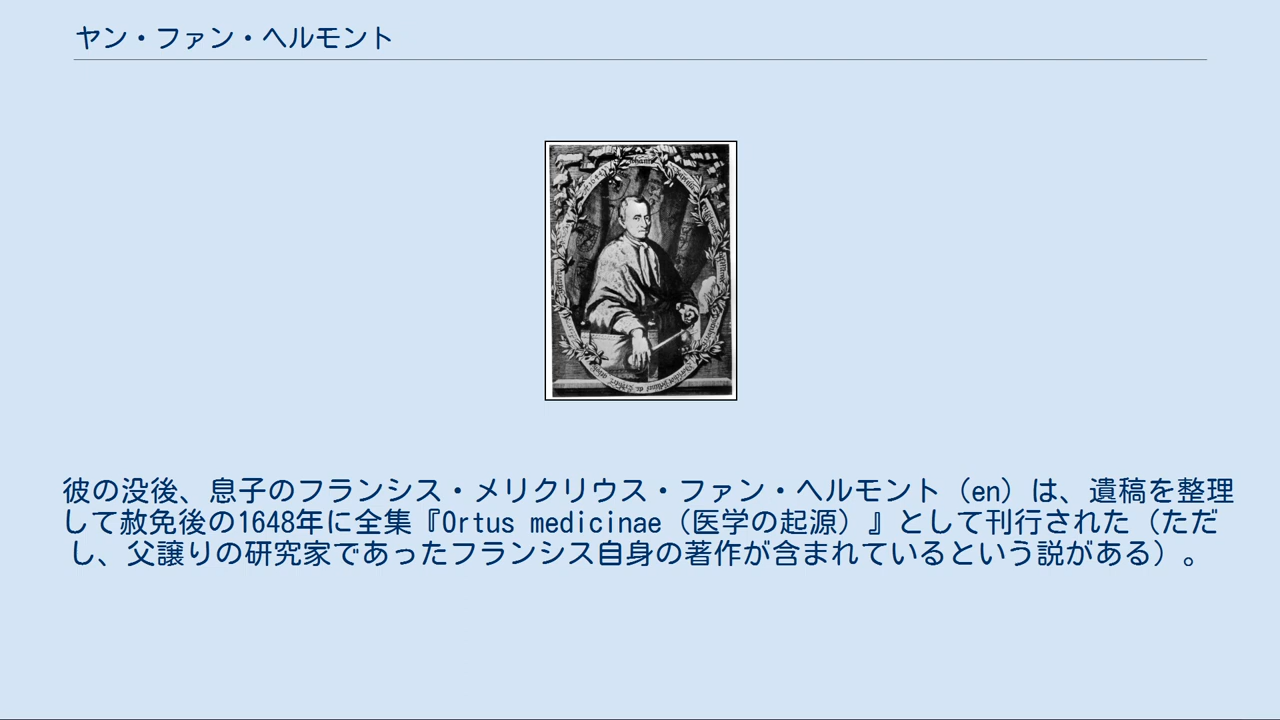 ヤン・ファン・ヘルモント
彼の没後、息子のフランシス・メリクリウス・ファン・ヘルモント（en）は、遺稿を整理
して赦免後の1648年に全集『Ortus medicinae（医学の起源）』として刊行された（ただ
し、父譲りの研究家であったフランシス自身の著作が含まれているという説がある）。